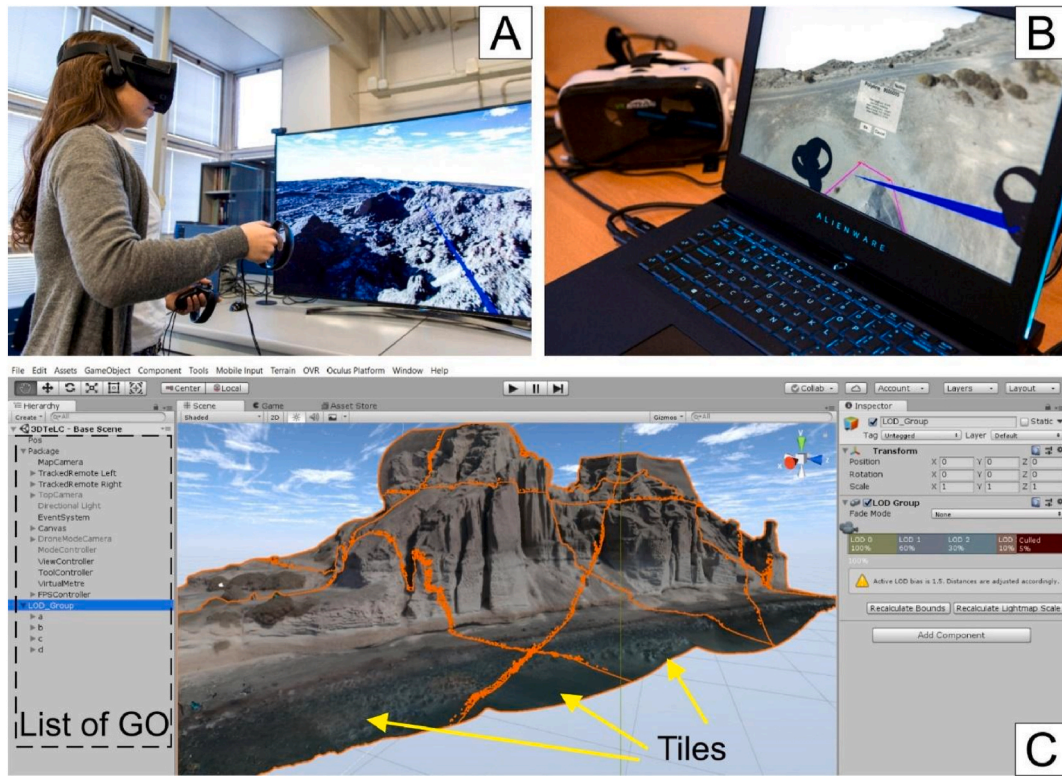 A
B
ALIENWARE
File Edit Assets GameObject Component Tools Mobile Input Terrain OVR Oculus Platform Window Help
Center Local
Collab Account Layers Layout
Hierarchy
Create All
3DTeLC - Base Scene
Pos
Package
MapCamera
TrackedRemote Left
TrackedRemote Right
TopCamera
Directional Light
EventSystem
Canvas
DroneModeCamera
ModeController
ViewController
ToolController
VirtualMetre
FPSController
LOD_Group
a
b
c
d
List of GO
Scene Game Asset Store
Shaded 2D Gizmos All
Tiles
Inspector
LOD_Group Static
Tag Untagged Layer Default
Transform
Position X 0 Y 0 Z 0
Rotation X 0 Y 0 Z 0
Scale X 1 Y 1 Z 1
LOD Group
Fade Mode None
LOD 0 LOD 1 LOD 2 LOD Culled
100% 60% 30% 10% 5%
100%
Active LOD bias is 1.5. Distances are adjusted accordingly.
Recalculate Bounds Recalculate Lightmap Scale
Add Component
C